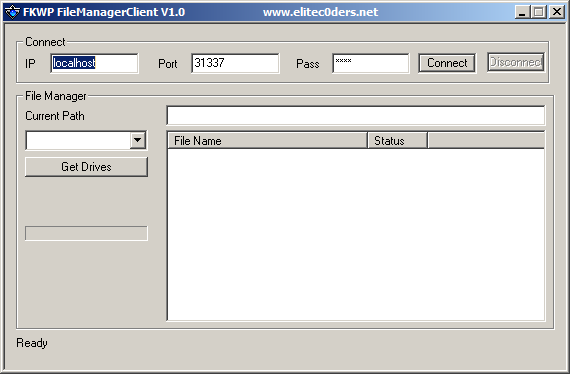 FKWP FileManagerClient V1.0 www.elitec0ders.net
Connect
IP localhost Port 31337 Pass **** Connect Disconnect
File Manager
Current Path
File Name Status
Get Drives
Ready